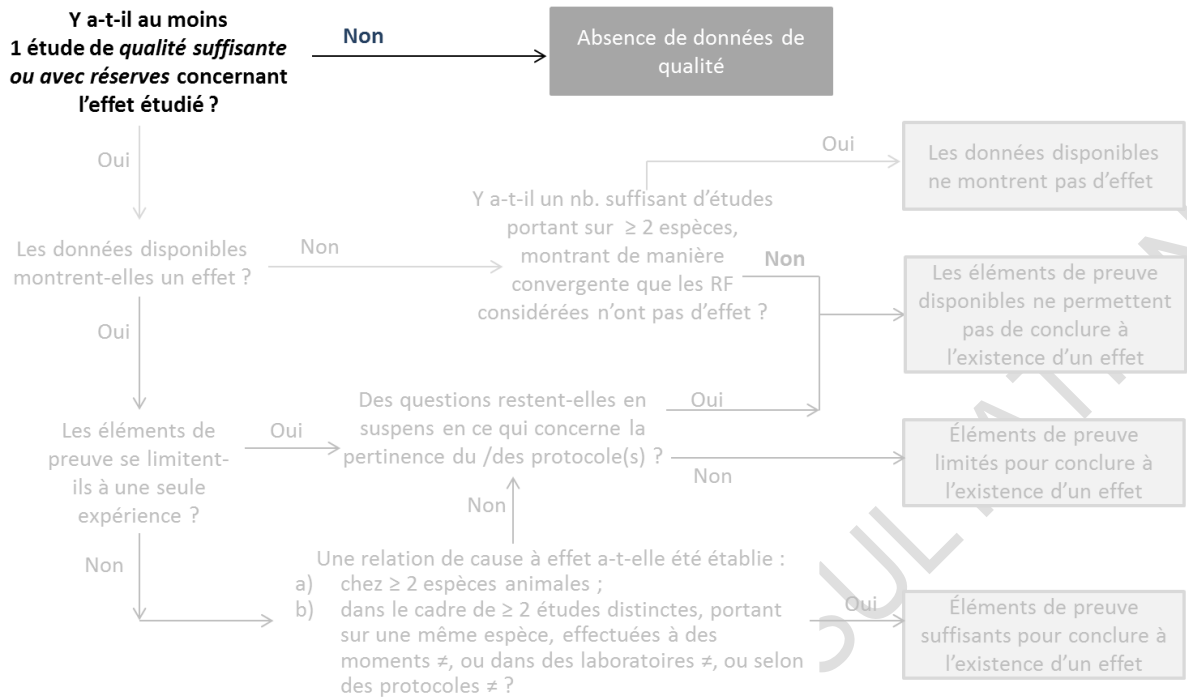 Y a-t-il au moins
1 étude de qualité suffisante
ou avec réserves concernant
l'effet étudié ?
Non
Absence de données de
qualité
Oui
Oui
Les données disponibles
ne montrent pas d'effet
Y a-t-il un nb. suffisant d'études
portant sur ≥ 2 espèces,
montrant de manière
convergente que les RF
considérées n'ont pas d'effet ?
Les données disponibles
montrent-elles un effet ?
Non
Non
Les éléments de preuve
disponibles ne permettent
pas de conclure à
l'existence d'un effet
Oui
Les éléments de
preuve se limitent-
ils à une seule
expérience ?
Oui
Des questions restent-elles en
suspens en ce qui concerne la
pertinence du /des protocole(s) ?
Oui
Non
Éléments de preuve
limités pour conclure à
l'existence d'un effet
Non
Non
Une relation de cause à effet a-t-elle été établie :
a) chez ≥ 2 espèces animales ;
b) dans le cadre de ≥ 2 études distinctes, portant
sur une même espèce, effectuées à des
moments ≠, ou dans des laboratoires ≠, ou selon
des protocoles ≠ ?
Oui
Éléments de preuve
suffisants pour conclure à
l'existence d'un effet